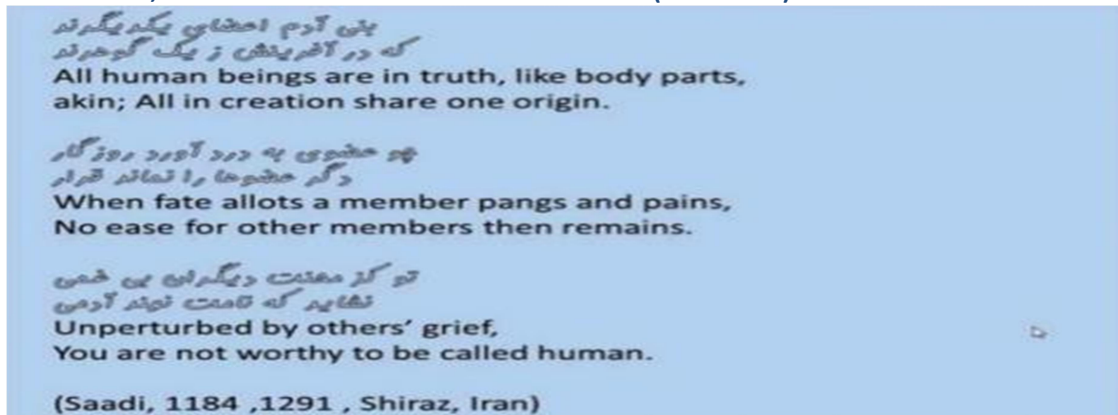 بنی آدم اعضای یکدیگرند
که در آفرینش ز یک گوهرند
All human beings are in truth, like body parts,
akin; All in creation share one origin.
چو عضوی به درد آورد روزگار
دگر عضوها را نماند قرار
When fate allots a member pangs and pains,
No ease for other members then remains.
تو کز محنت دیگران بی غمی
نشاید که نامت نهند آدمی
Unperturbed by others’ grief,
You are not worthy to be called human.
(Saadi, 1184 ,1291 , Shiraz, Iran)